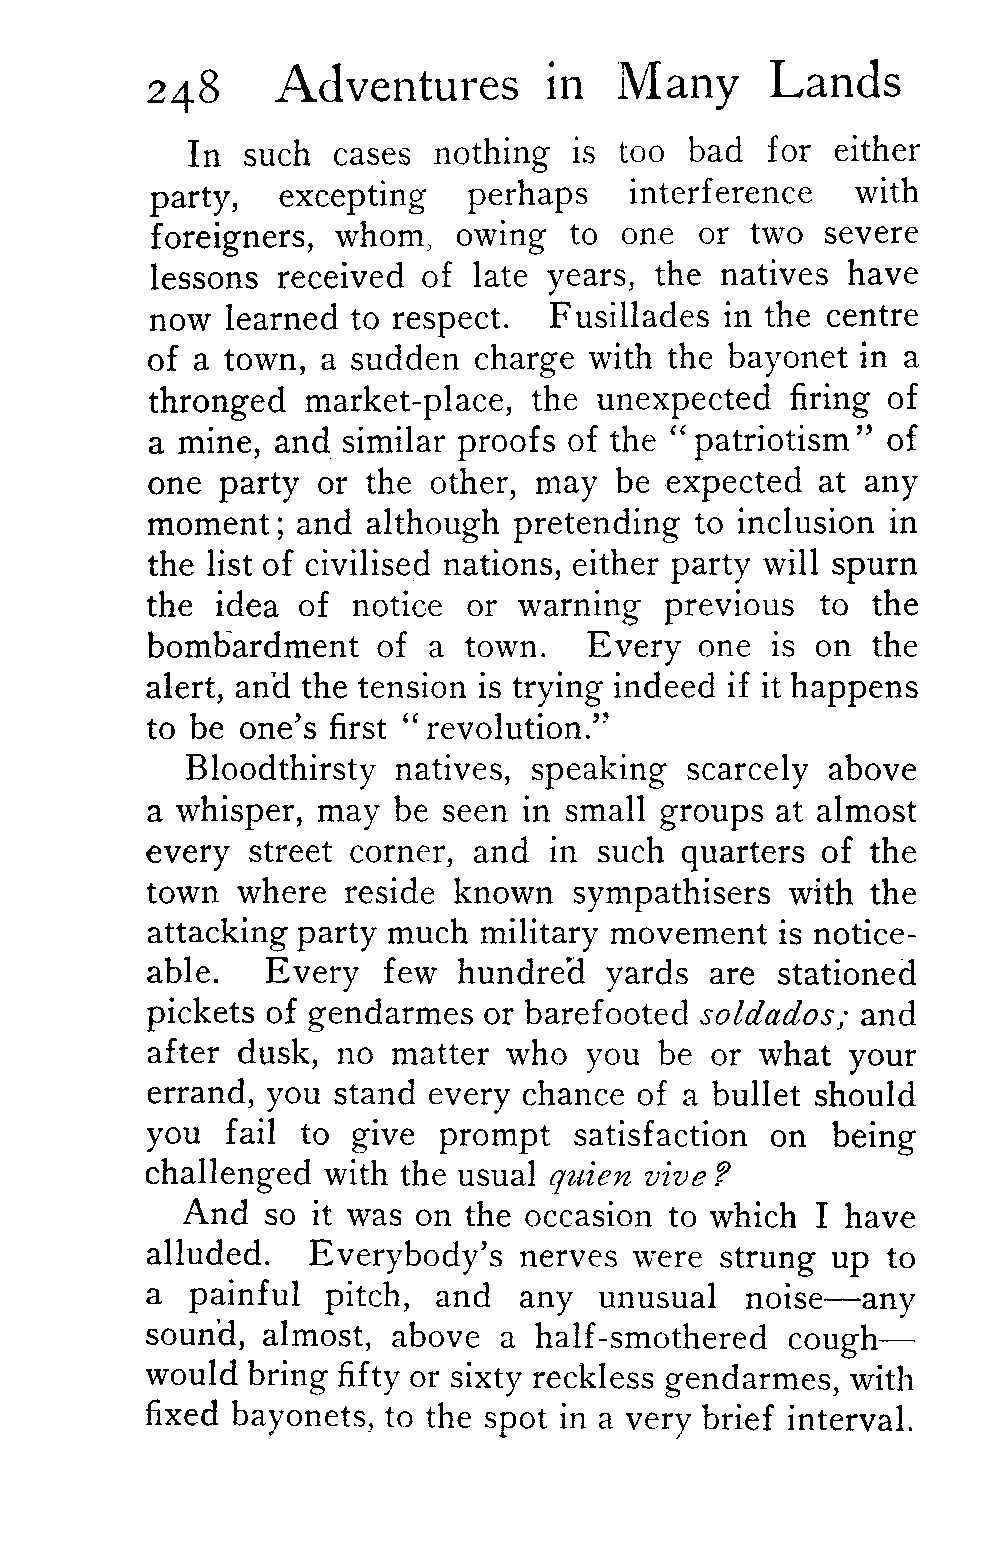 248 Adventures in Many Lands
In such cases nothing is too bad for either
party, excepting perhaps interference with
foreigners, whom, owing to one or two severe
lessons received of late years, the natives have
now learned to respect. Fusillades in the centre
of a town, a sudden charge with the bayonet in a
thronged market-place, the unexpected firing of
a mine, and similar proofs of the "patriotism" of
one party or the other, may be expected at any
moment; and although pretending to inclusion in
the list of civilised nations, either party will spurn
the idea of notice or warning previous to the
bombardment of a town. Every one is on the
alert, and the tension is trying indeed if it happens
to be one's first "revolution."
Bloodthirsty natives, speaking scarcely above
a whisper, may be seen in small groups at almost
every street corner, and in such quarters of the
town where reside known sympathisers with the
attacking party much military movement is notice-
able. Every few hundred yards are stationed
pickets of gendarmes or barefooted soldados; and
after dusk, no matter who you be or what your
errand, you stand every chance of a bullet should
you fail to give prompt satisfaction on being
challenged with the usual quien vive?
And so it was on the occasion to which I have
alluded. Everybody's nerves were strung up to
a painful pitch, and any unusual noise—any
sound, almost, above a half-smothered cough—
would bring fifty or sixty reckless gendarmes, with
fixed bayonets, to the spot in a very brief interval.